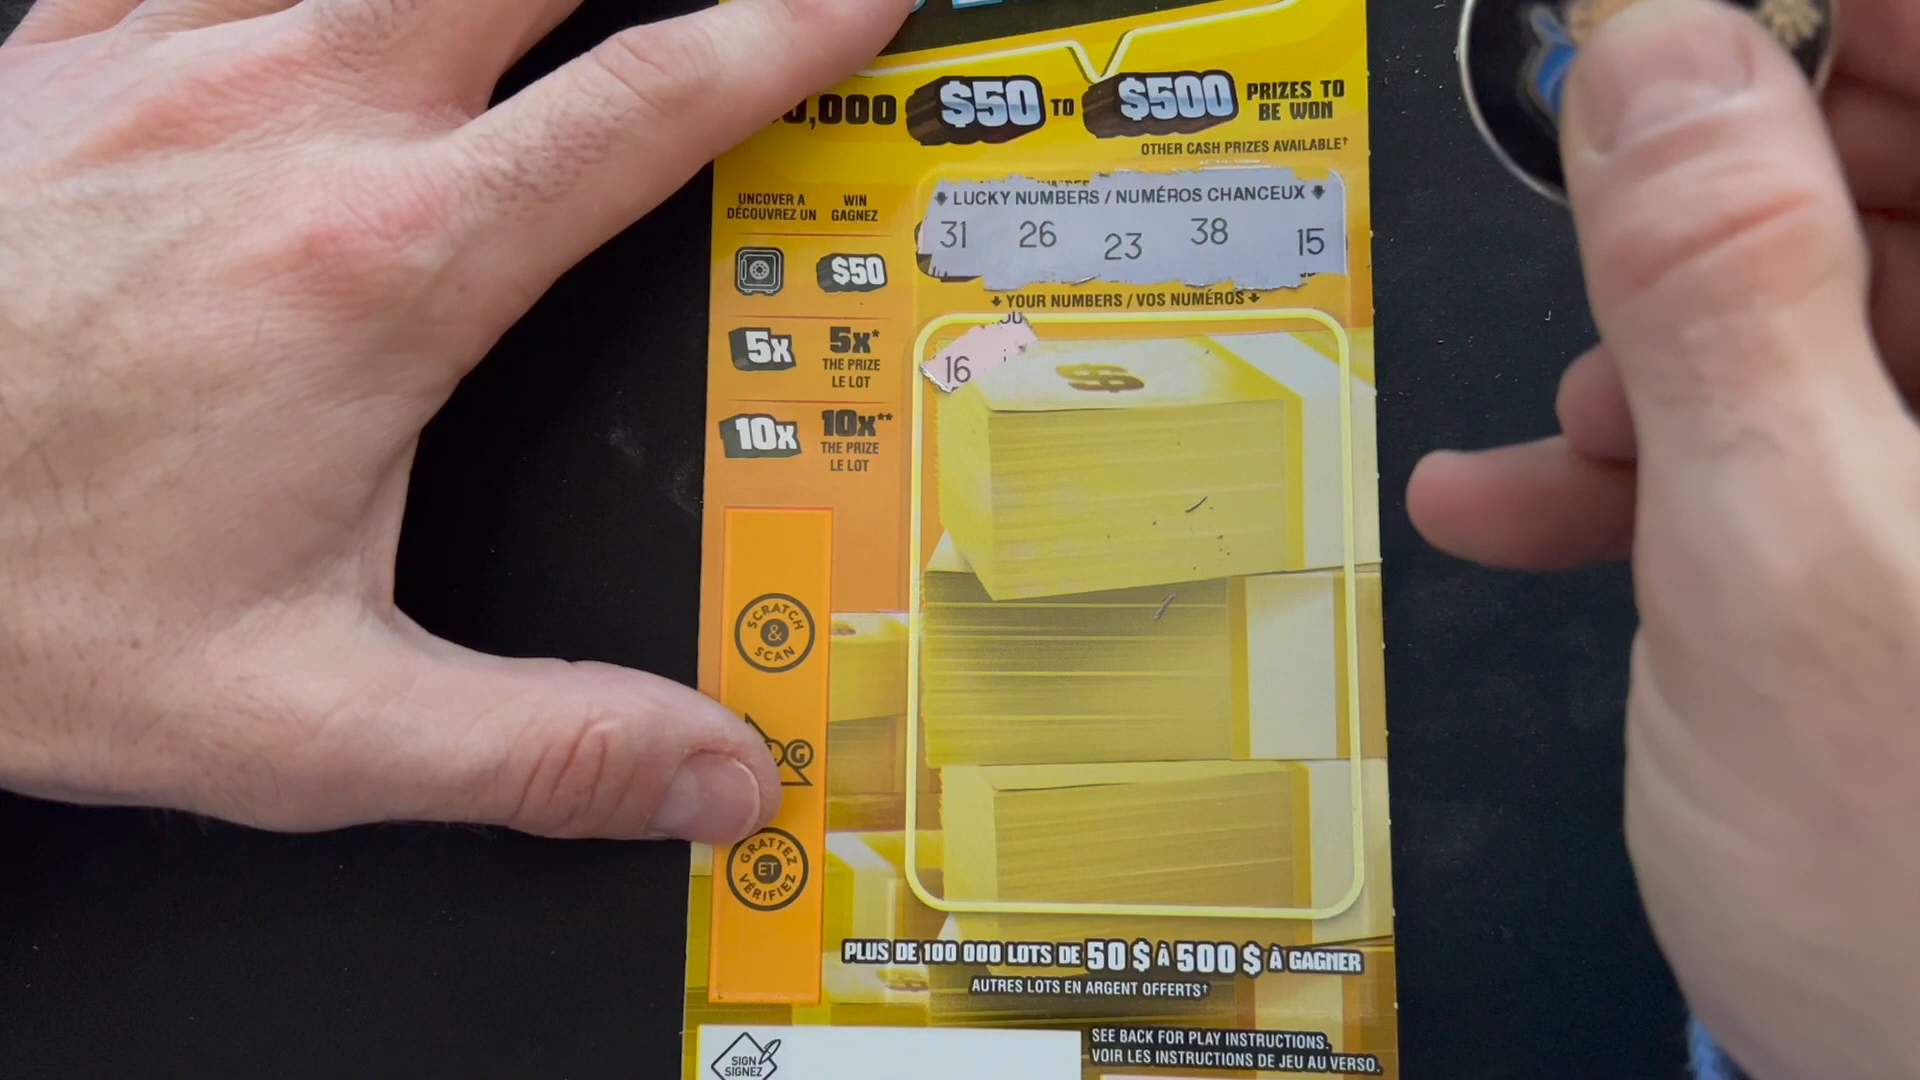 $50 TO $500 PRIZES TO
BE WON
OTHER CASH PRIZES AVAILABLE†
UNCOVER A
DÉCOUVREZ UN
WIN
GAGNEZ
$50
5X 5X*
THE PRIZE
LE LOT
10X 10X**
THE PRIZE
LE LOT
LUCKY NUMBERS / NUMÉROS CHANCEUX
31 26 23 38 15
YOUR NUMBERS / VOS NUMÉROS
16
SCRATCH
&
SCAN
GRATTEZ
ET
VÉRIFIEZ
PLUS DE 100 000 LOTS DE 50 $ À 500 $ À GAGNER
AUTRES LOTS EN ARGENT OFFERTS†
SIGN
SIGNEZ
SEE BACK FOR PLAY INSTRUCTIONS.
VOIR LES INSTRUCTIONS DE JEU AU VERSO.